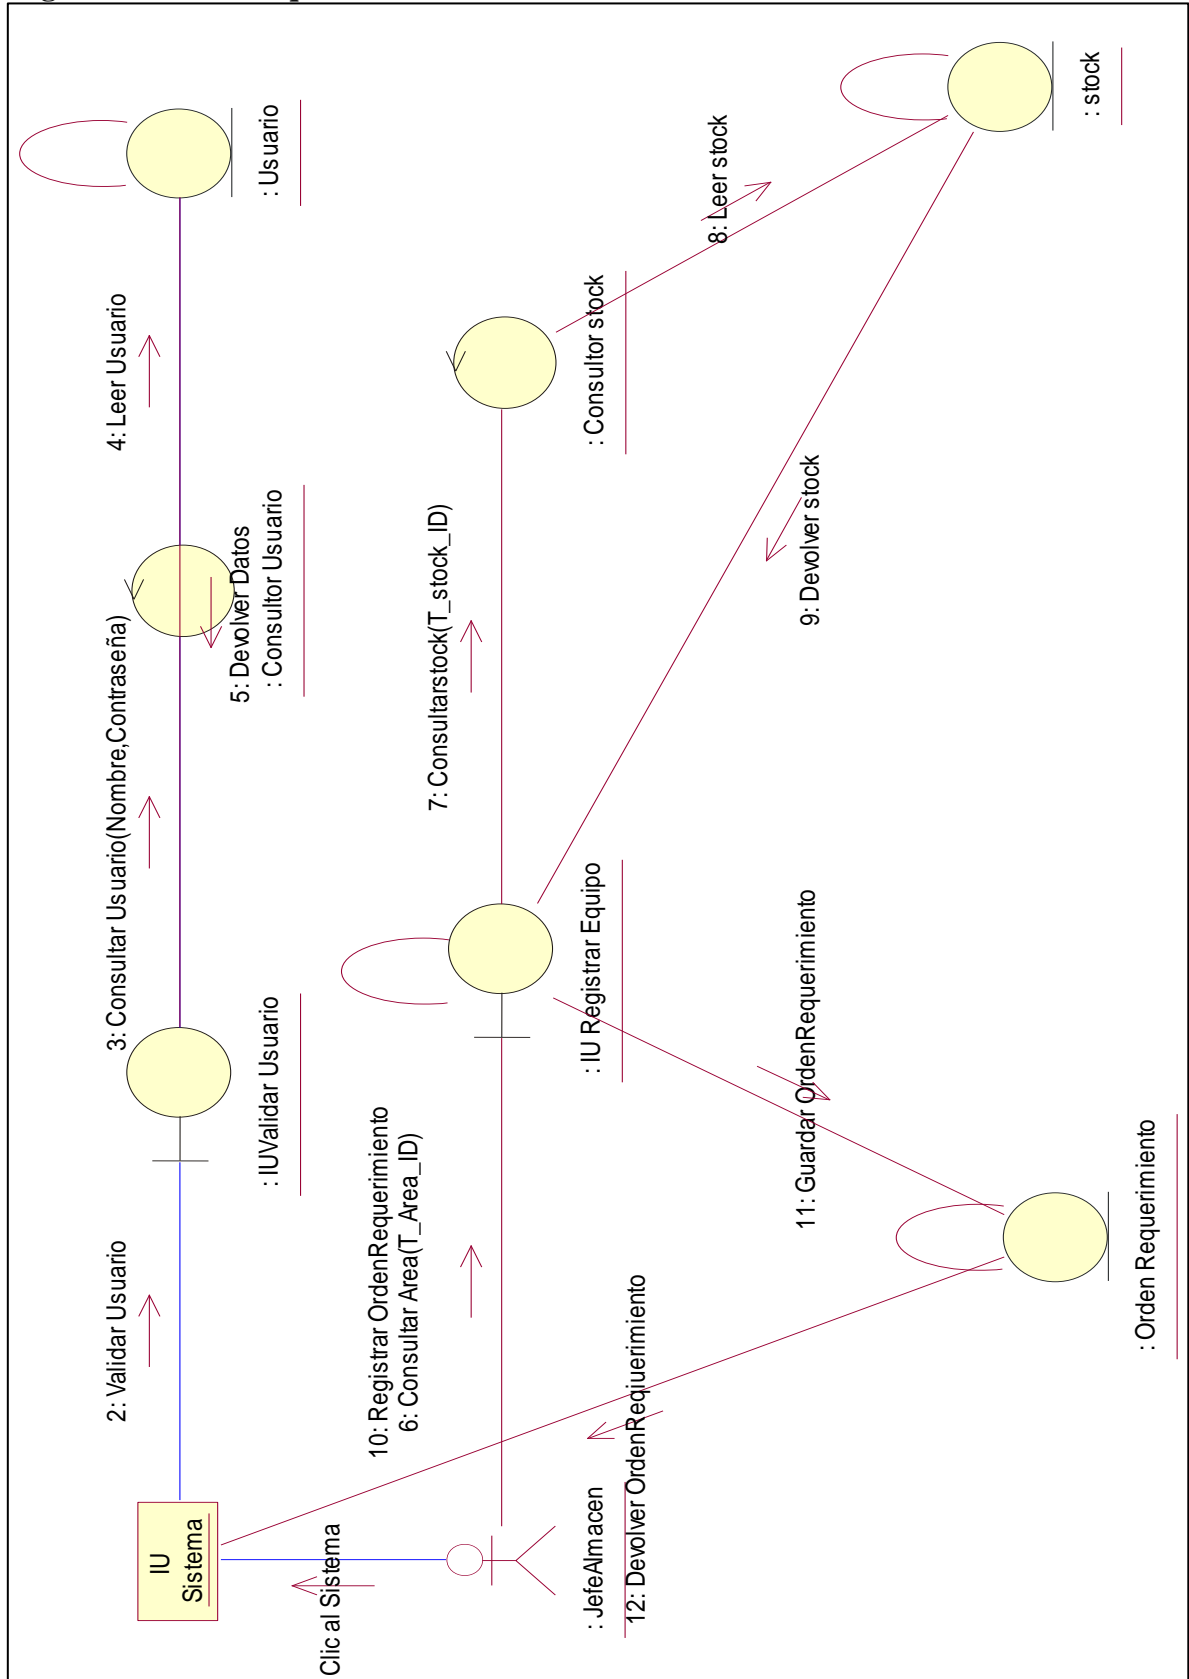 IU
Sistema
Clic al Sistema
: JefeAlmacen
2: Validar Usuario
: IUValidar Usuario
3: Consultar Usuario(Nombre,Contraseña)
5: Devolver Datos
: Consultor Usuario
4: Leer Usuario
: Usuario
10: Registrar OrdenRequerimiento
6: Consultar Area(T_Area_ID)
: IU Registrar Equipo
7: Consultarstock(T_stock_ID)
: Consultor stock
8: Leer stock
: stock
9: Devolver stock
11: Guardar OrdenRequerimiento
: Orden Requerimiento
12: Devolver OrdenReqiuerimiento